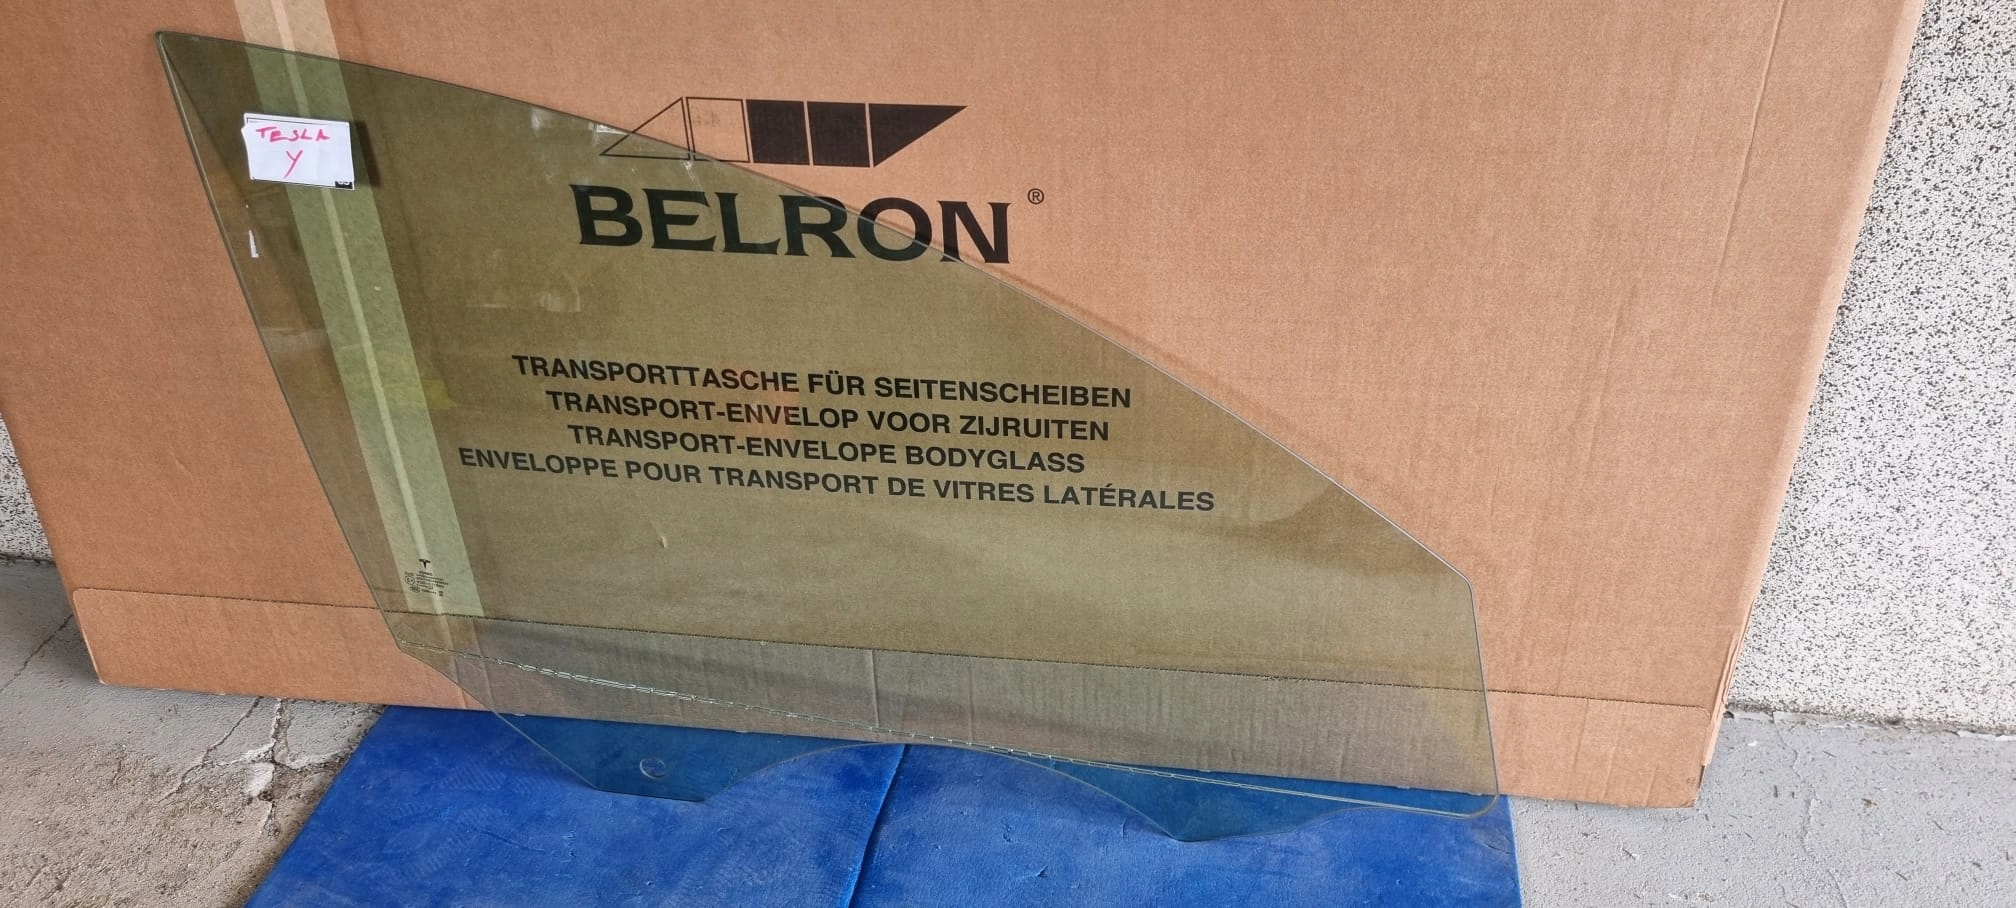 TESLA
Y
BELRON®
TRANSPORTTASCHE FÜR SEITENSCHEIBEN
TRANSPORT-ENVELOP VOOR ZIJRUITEN
TRANSPORT-ENVELOPE BODYGLASS
ENVELOPPE POUR TRANSPORT DE VITRES LATÉRALES